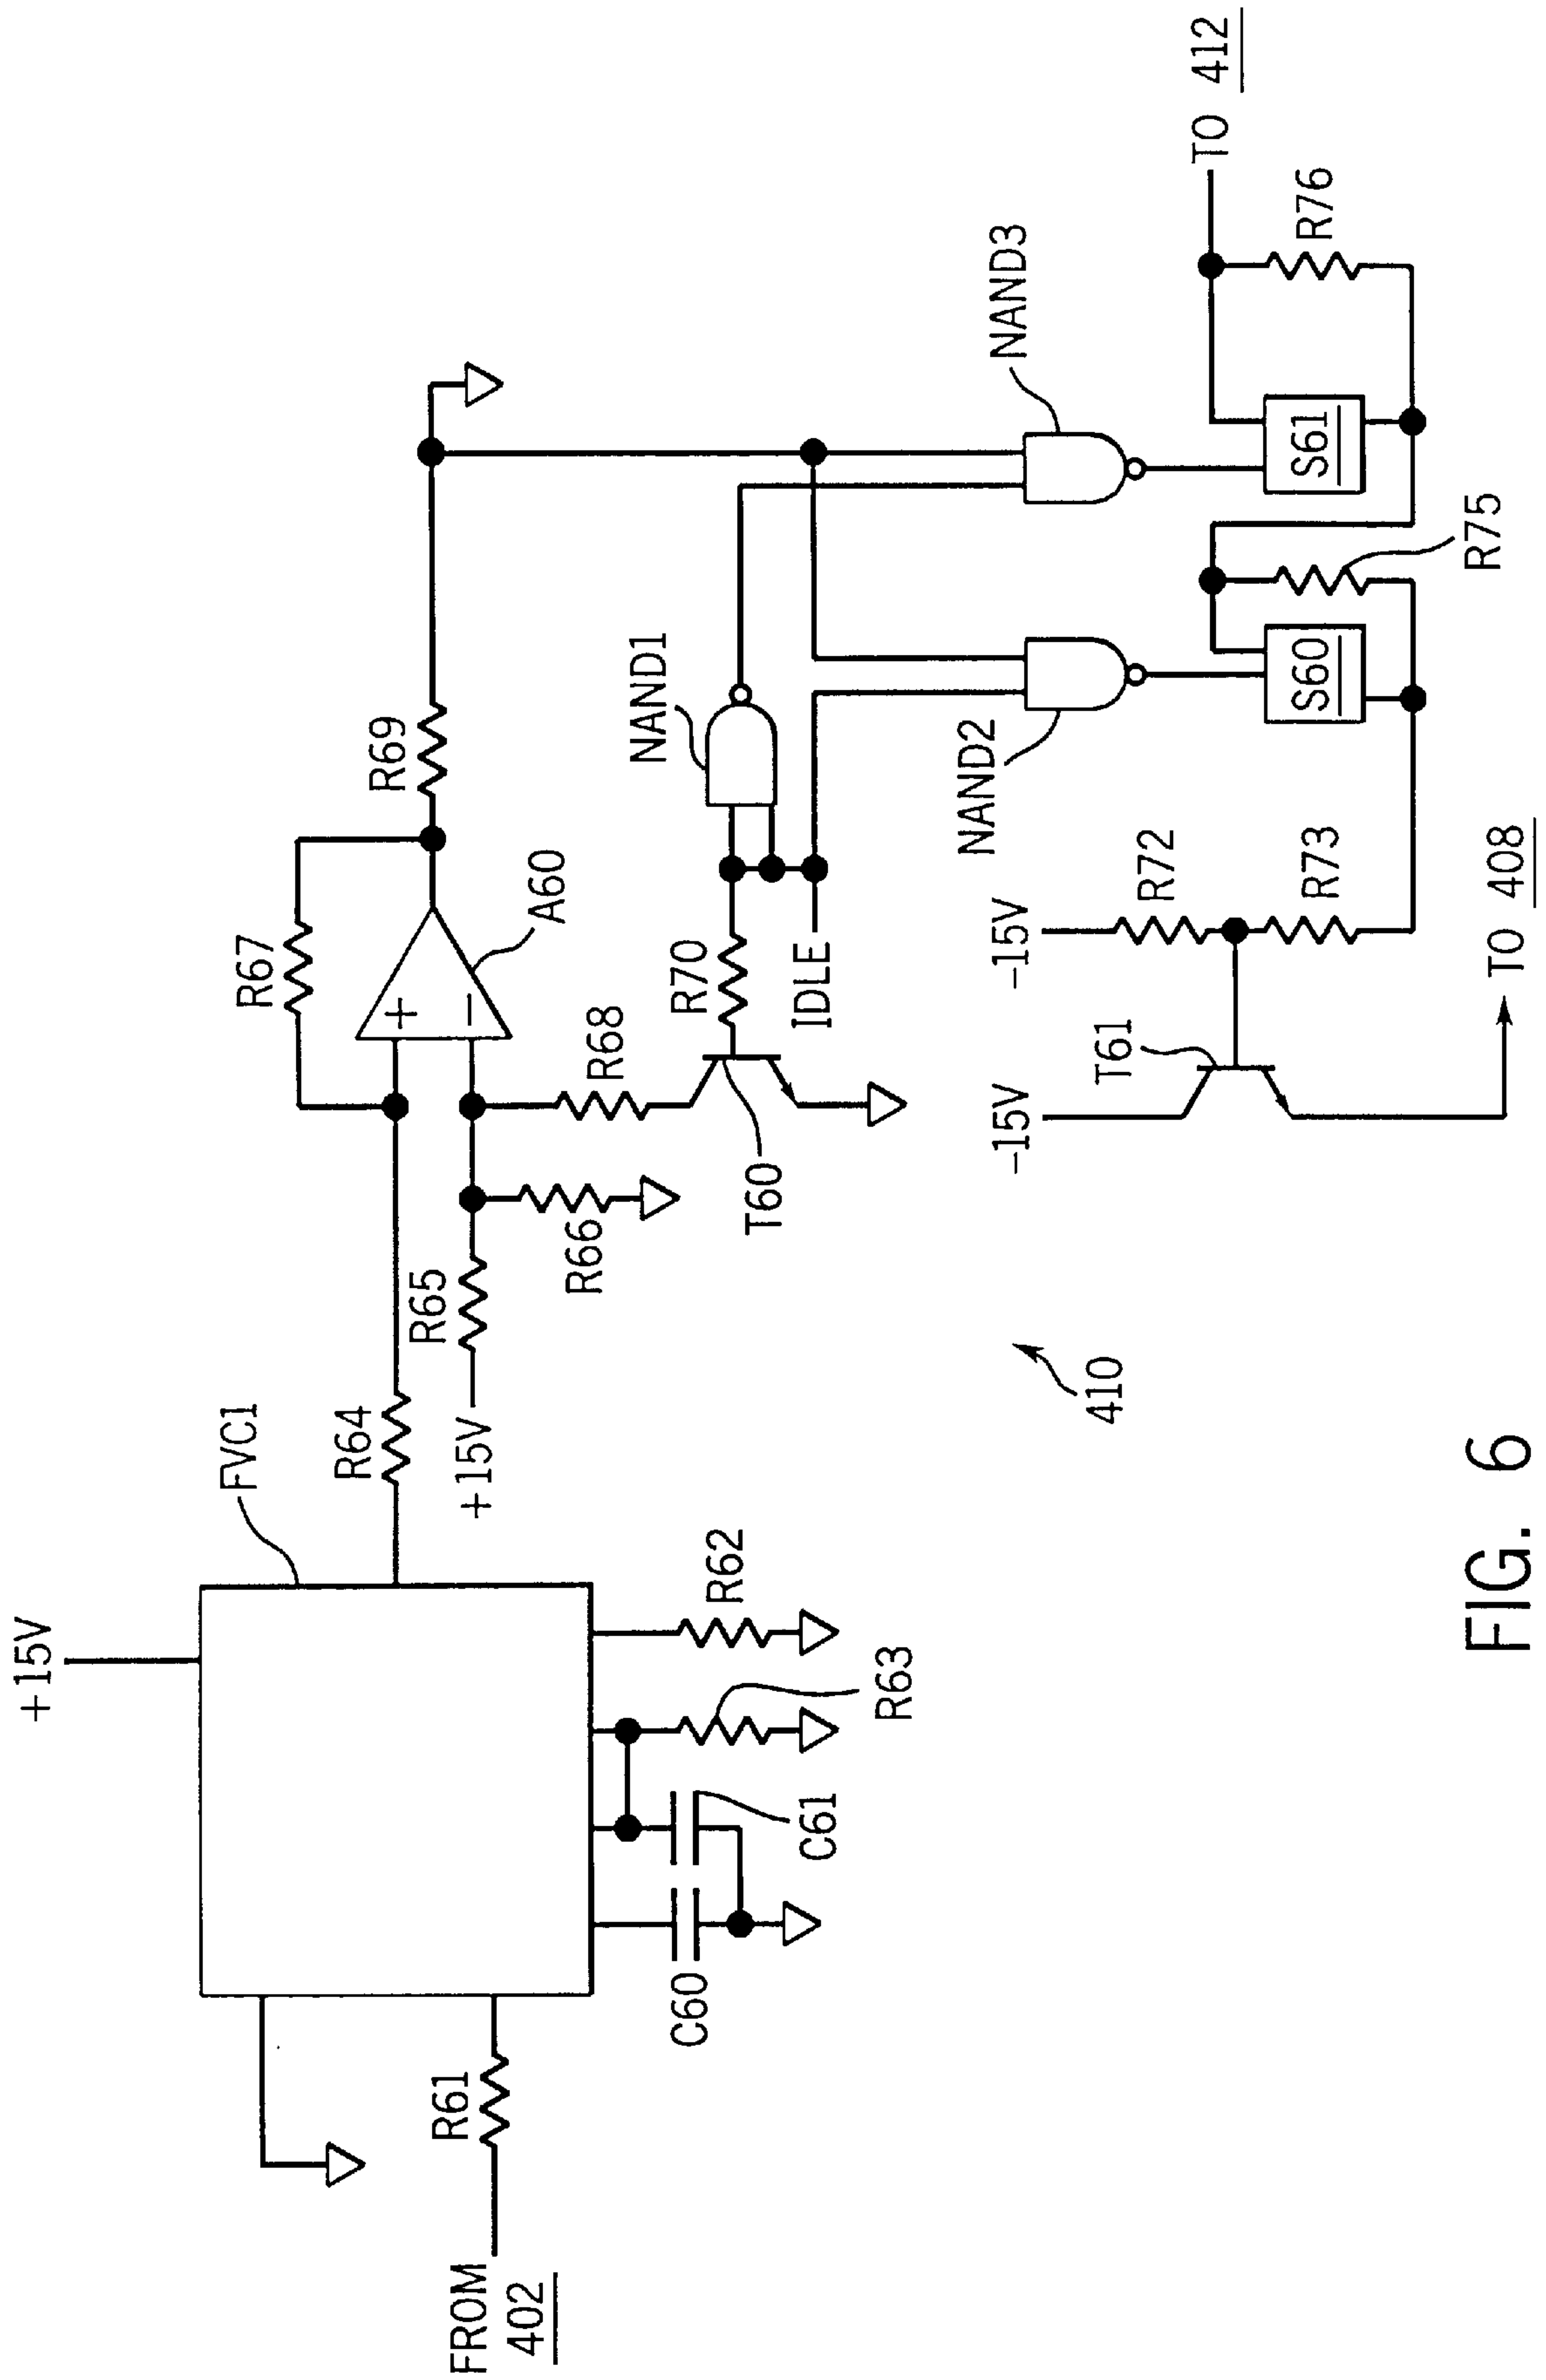 +15V
FVC1
FROM
402
R61
C60
C61
R63
R62
R64
+15V
R65
R66
R67
A60
R68
T60
R70
IDLE
R69
NAND1
NAND2
NAND3
-15V
T61
-15V
R72
R73
TO 408
S60
R75
S61
R76
TO 412
410
FIG. 6